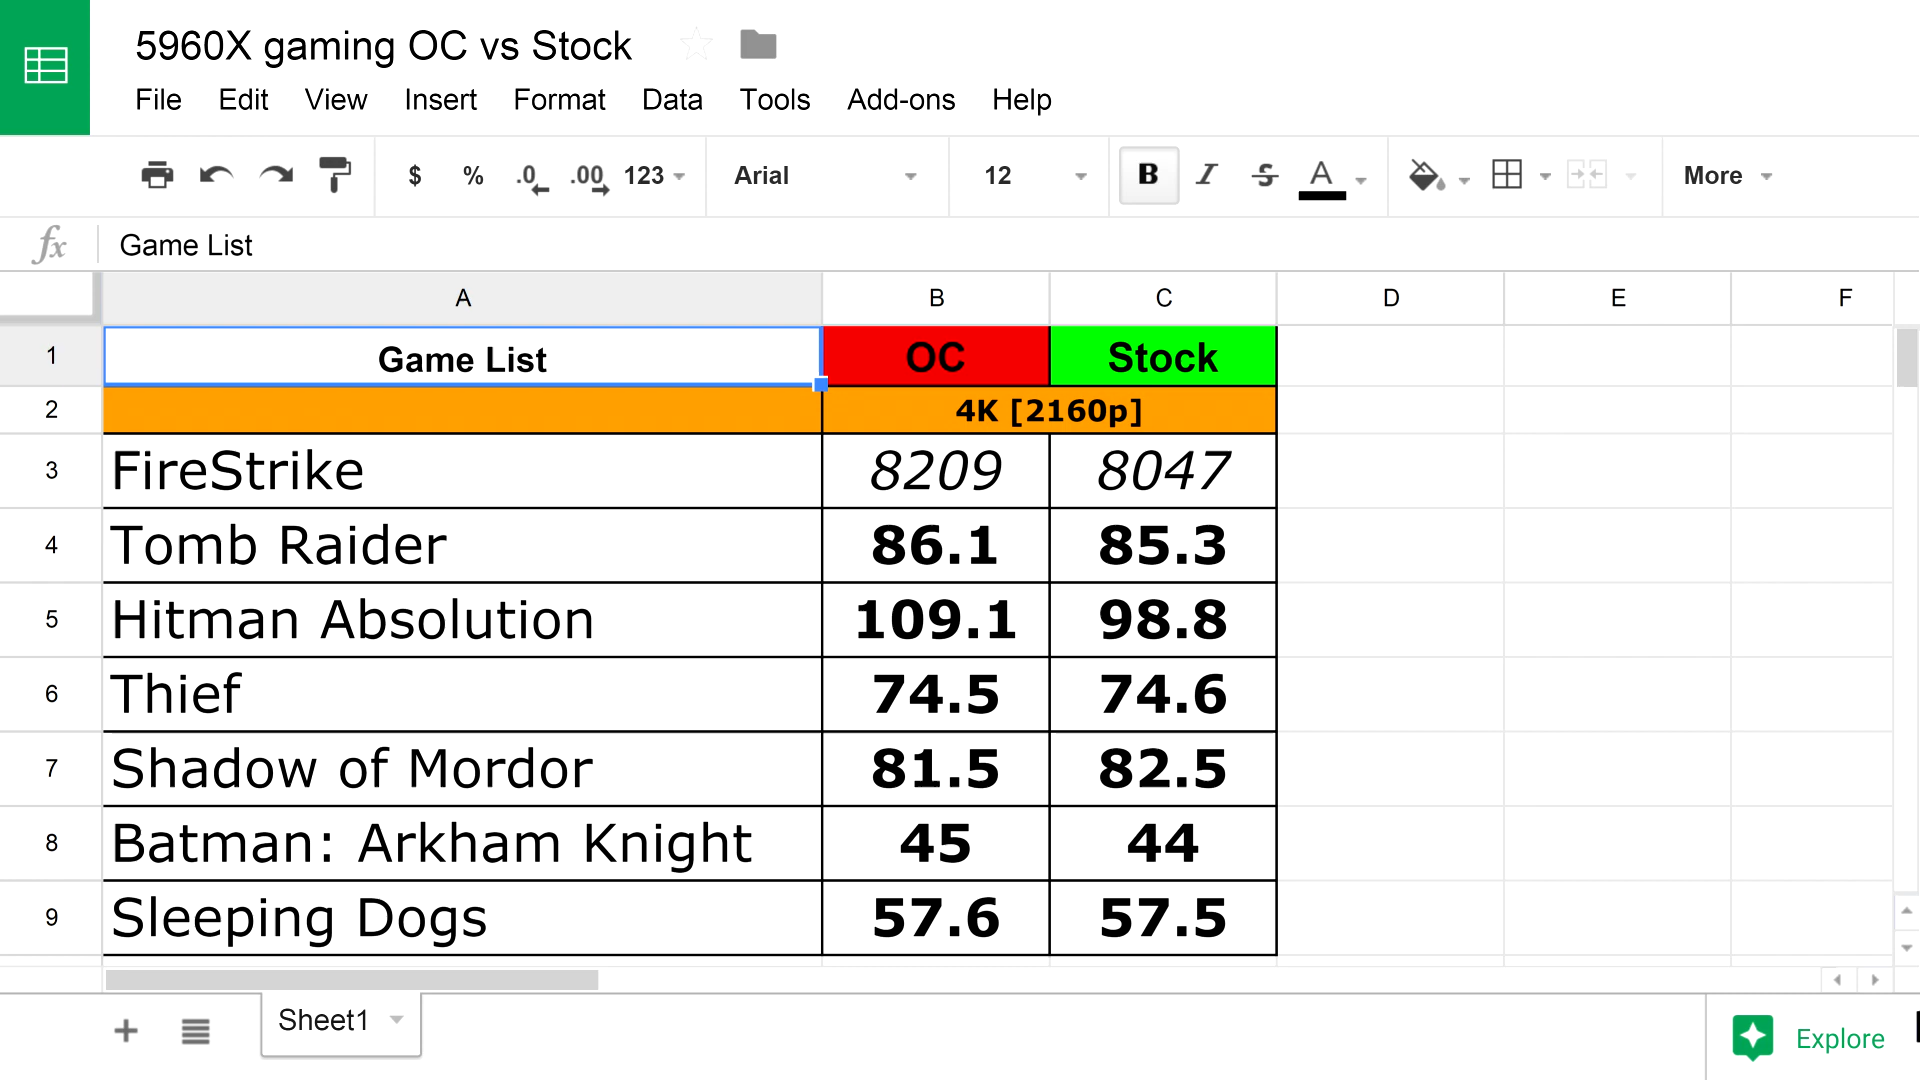 5960X gaming OC vs Stock
File Edit View Insert Format Data Tools Add-ons Help
$ % .0 .00 123 Arial 12 B I S A More
fx Game List
A B C D E F
1 Game List OC Stock
2 4K [2160p]
3 FireStrike 8209 8047
4 Tomb Raider 86.1 85.3
5 Hitman Absolution 109.1 98.8
6 Thief 74.5 74.6
7 Shadow of Mordor 81.5 82.5
8 Batman: Arkham Knight 45 44
9 Sleeping Dogs 57.6 57.5
Sheet1 Explore